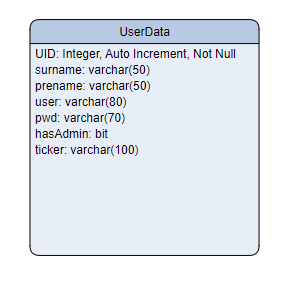 UserData
UID: Integer, Auto Increment, Not Null
surname: varchar(50)
prename: varchar(50)
user: varchar(80)
pwd: varchar(70)
hasAdmin: bit
ticker: varchar(100)